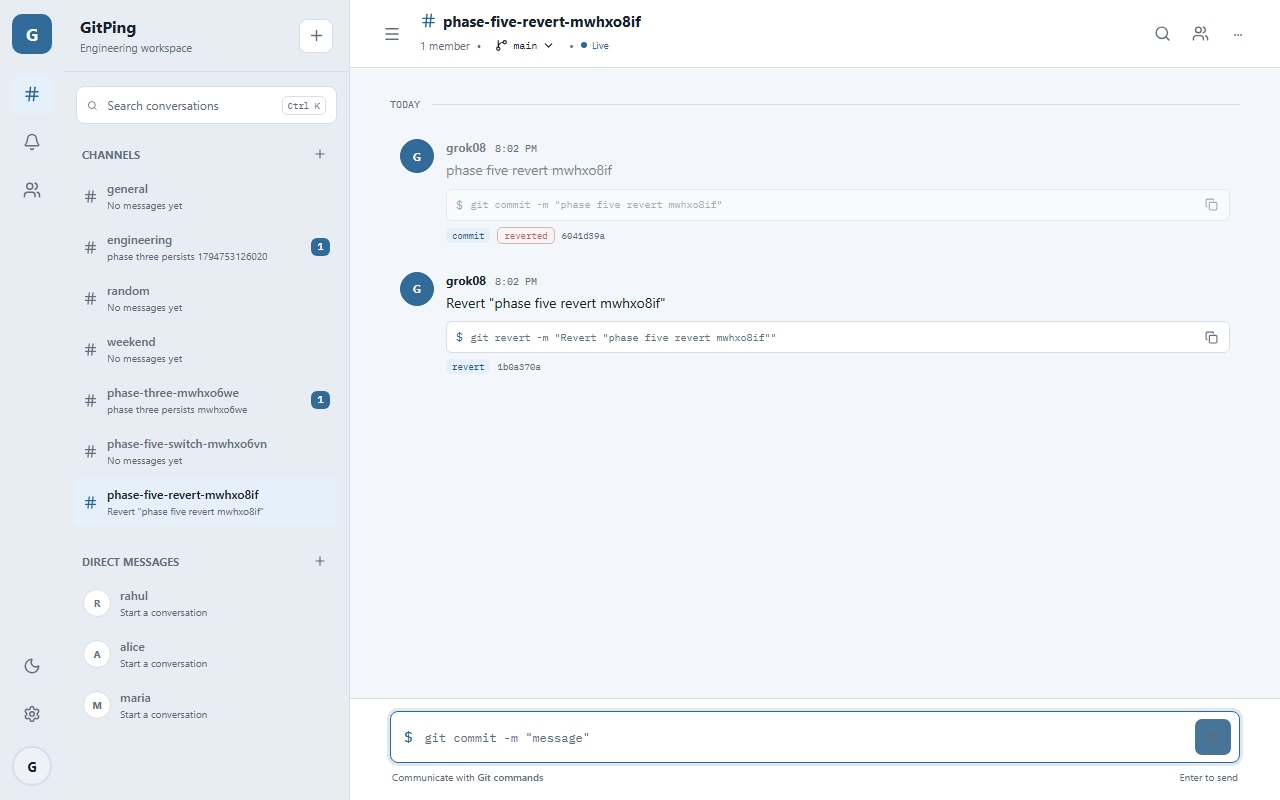 G
GitPing
Engineering workspace
Search conversations
Ctrl K
CHANNELS
general
No messages yet
engineering
phase three persists 1794753126020
1
random
No messages yet
weekend
No messages yet
phase-three-mwhxo6we
phase three persists mwhxo6we
1
phase-five-switch-mwhxo6vn
No messages yet
phase-five-revert-mwhxo8if
Revert "phase five revert mwhxo8if"
DIRECT MESSAGES
R
rahul
Start a conversation
A
alice
Start a conversation
M
maria
Start a conversation
G
# phase-five-revert-mwhxo8if
1 member • main • Live
TODAY
G
grok08 8:02 PM
phase five revert mwhxo8if
$ git commit -m "phase five revert mwhxo8if"
commit reverted 6041d39a
G
grok08 8:02 PM
Revert "phase five revert mwhxo8if"
$ git revert -m "Revert "phase five revert mwhxo8if""
revert 1b0a370a
$ git commit -m "message"
Communicate with Git commands
Enter to send